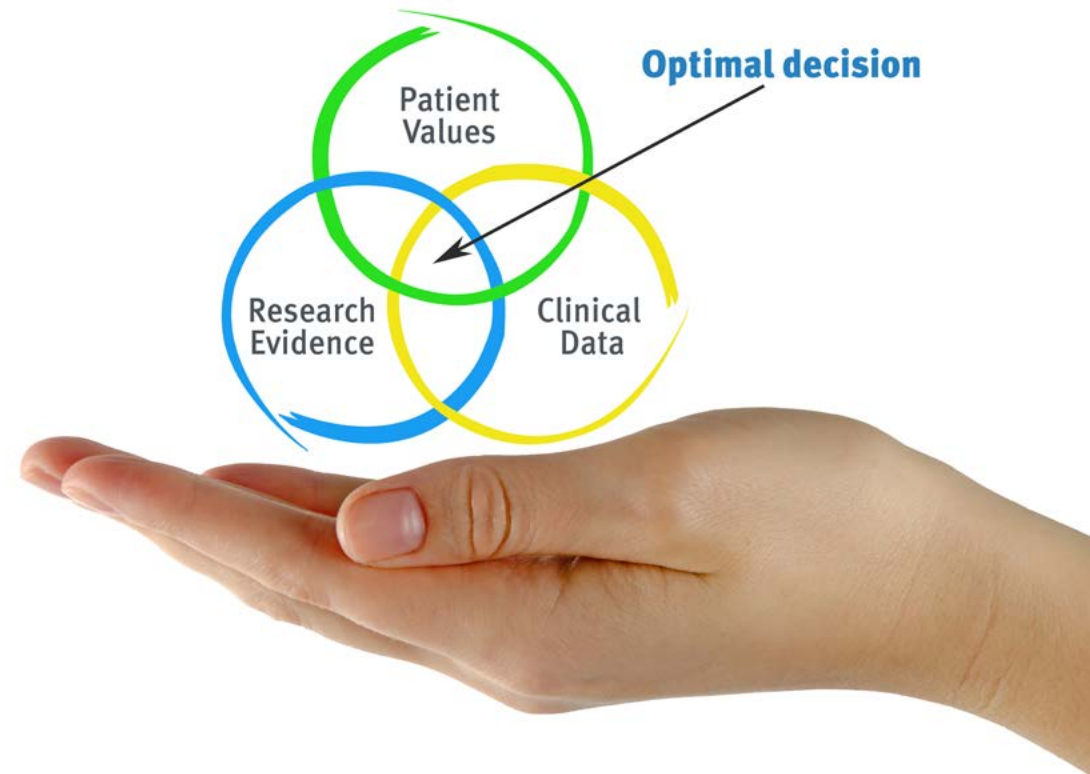 Optimal decision
Patient
Values
Research
Evidence
Clinical
Data